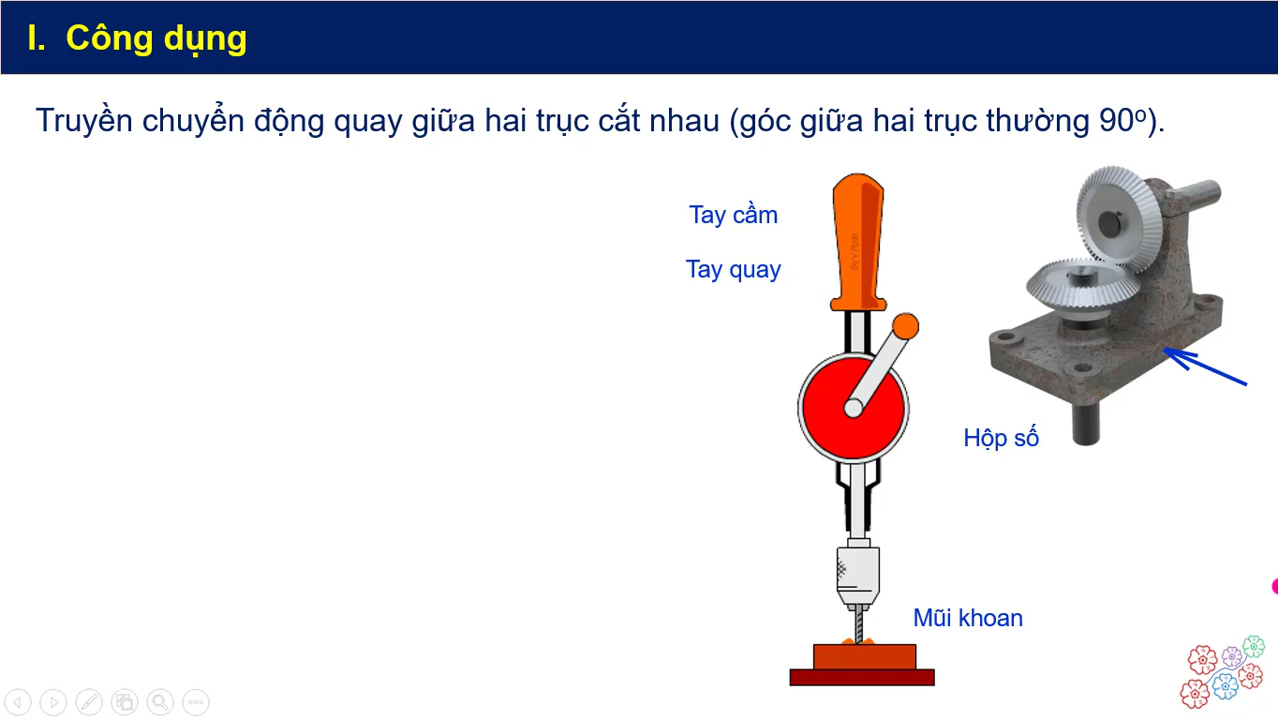 I. Công dụng
Truyền chuyển động quay giữa hai trục cắt nhau (góc giữa hai trục thường 90º).
Tay cầm
Tay quay
Hộp số
Mũi khoan